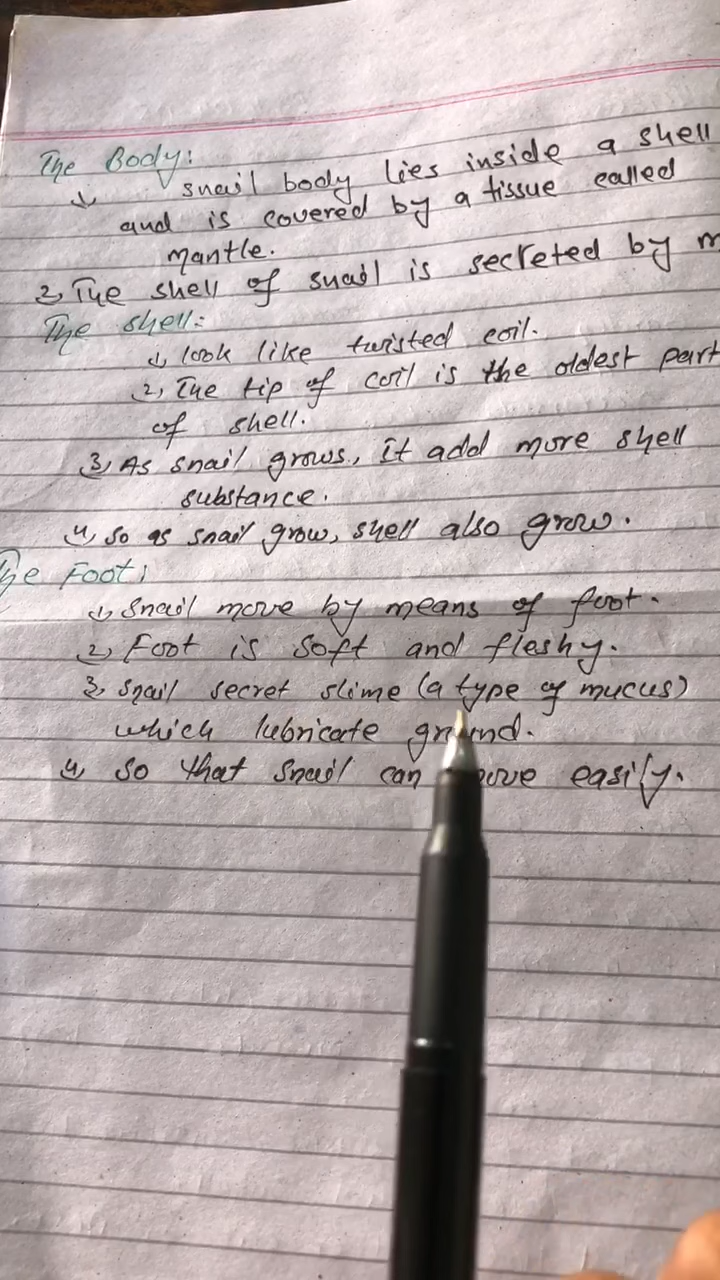 The Body:
1, snail body lies inside a shell
and is covered by a tissue called
mantle.
2, The shell of snail is secreted by
The shell:
1, look like twisted coil.
2, The tip of coil is the oldest part
of shell.
3, As snail grows, it add more shell
substance.
4, so as snail grow, shell also grow.
The Foot:
1, Snail move by means of foot.
2, Foot is soft and fleshy.
3, snail secret slime (a type of mucus)
which lubricate ground.
4, so that snail can move easily.